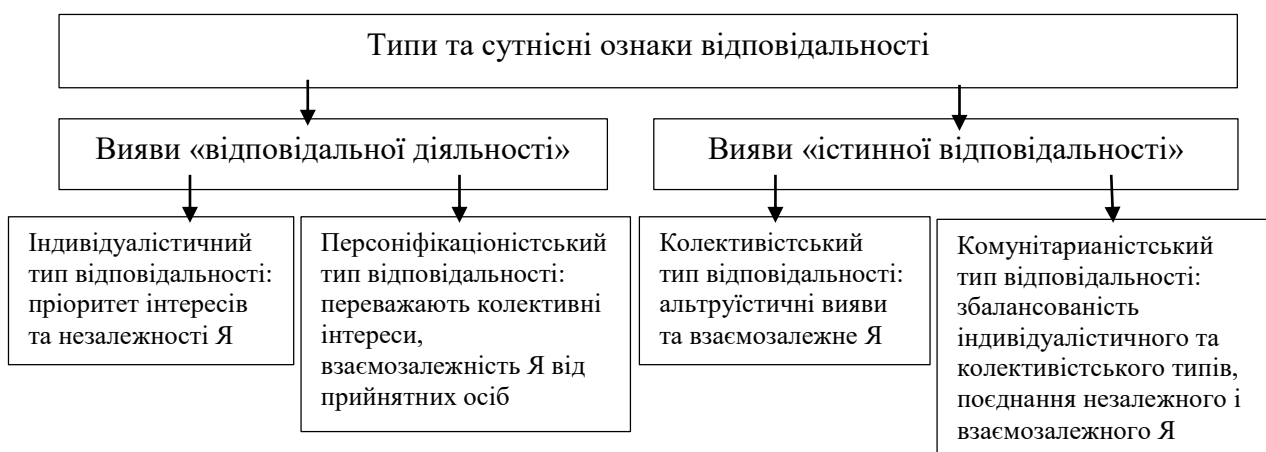 Типи та сутнісні ознаки відповідальності
Вияви «відповідальної діяльності»
Вияви «істинної відповідальності»
Індивідуалістичний
тип відповідальності:
пріоритет інтересів
та незалежності Я
Персоніфікаціоністський
тип відповідальності:
переважають колективні
інтереси,
взаємозалежність Я від
прийнятних осіб
Колективістський
тип відповідальності:
альтруїстичні вияви
та взаємозалежне Я
Комунітарианістський
тип відповідальності:
збалансованість
індивідуалістичного та
колективістського типів,
поєднання незалежного і
взаємозалежного Я